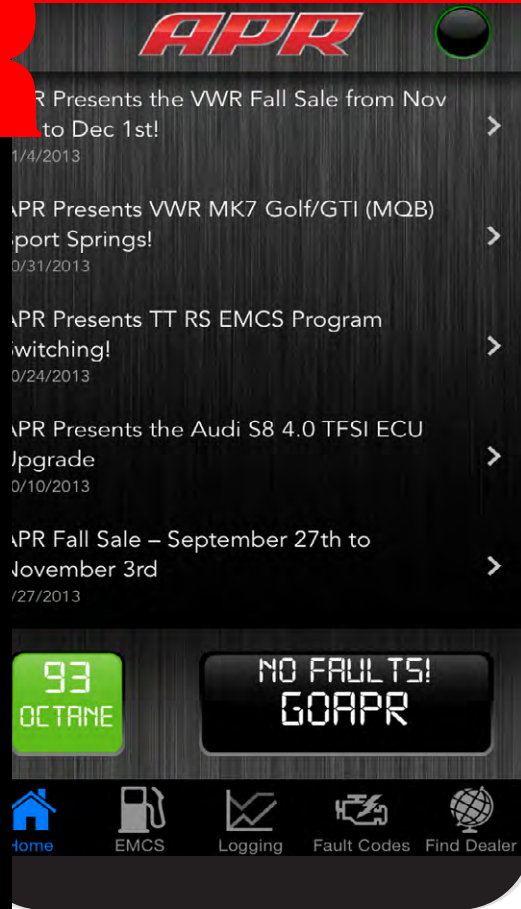 APR
R Presents the VWR Fall Sale from Nov
to Dec 1st!
1/4/2013
APR Presents VWR MK7 Golf/GTI (MQB)
Sport Springs!
0/31/2013
APR Presents TT RS EMCS Program
Switching!
0/24/2013
APR Presents the Audi S8 4.0 TFSI ECU
Upgrade
0/10/2013
APR Fall Sale – September 27th to
November 3rd
/27/2013
93
OCTANE
NO FAULTS!
GOAPR
Home
EMCS
Logging
Fault Codes
Find Dealer